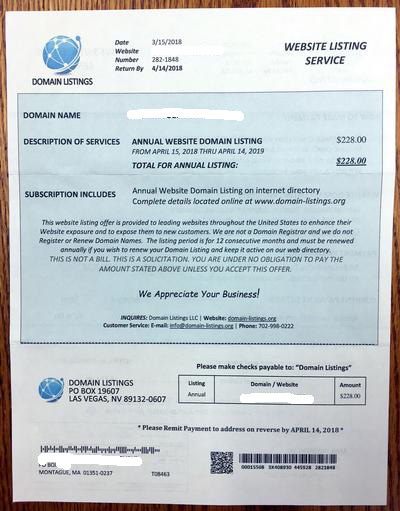 Date 3/15/2018
Website
Number 282-1848
Return By 4/14/2018
WEBSITE LISTING
SERVICE
DOMAIN LISTINGS
DOMAIN NAME
DESCRIPTION OF SERVICES ANNUAL WEBSITE DOMAIN LISTING $228.00
FROM APRIL 15, 2018 THRU APRIL 14, 2019
TOTAL FOR ANNUAL LISTING: $228.00
SUBSCRIPTION INCLUDES Annual Website Domain Listing on internet directory
Complete details located online at www.domain-listings.org
This website listing offer is provided to leading websites throughout the United States to enhance their
Website exposure and to expose them to new customers. We are not a Domain Registrar and we do not
Register or Renew Domain Names. The listing period is for 12 consecutive months and must be renewed
annually if you wish to renew your Domain Listing and keep it active on our web directory.
THIS IS NOT A BILL. THIS IS A SOLICITATION. YOU ARE UNDER NO OBLIGATION TO PAY THE
AMOUNT STATED ABOVE UNLESS YOU ACCEPT THIS OFFER.
We Appreciate Your Business!
INQUIRES: Domain Listings LLC | Website: domain-listings.org
Customer Service: E-mail: info@domain-listings.org | Phone: 702-998-0222
Please make checks payable to: "Domain Listings"
DOMAIN LISTINGS
PO BOX 19607
LAS VEGAS, NV 89132-0607
Listing Domain / Website Amount
Annual $228.00
* Please Remit Payment to address on reverse by APRIL 14, 2018 *
MONTAGUE, MA 01351-0237 T08463